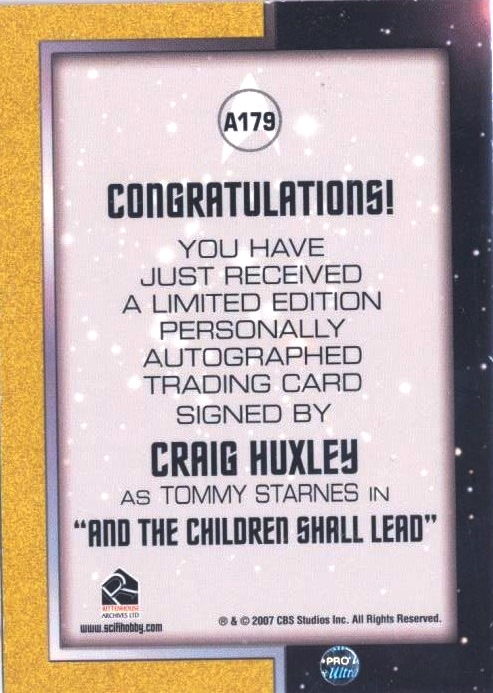 A179
CONGRATULATIONS!
YOU HAVE
JUST RECEIVED
A LIMITED EDITION
PERSONALLY
AUTOGRAPHED
TRADING CARD
SIGNED BY
CRAIG HUXLEY
AS TOMMY STARNES IN
"AND THE CHILDREN SHALL LEAD"
RITTENHOUSE
ARCHIVES LTD
www.scifihobby.com
® & © 2007 CBS Studios Inc. All Rights Reserved.
PRO
Ultra